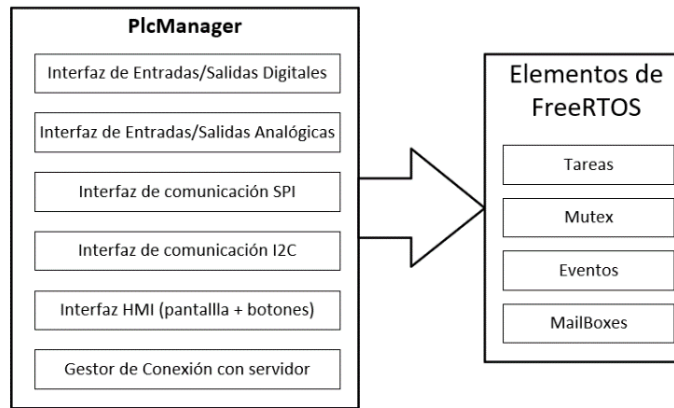 PlcManager
Interfaz de Entradas/Salidas Digitales
Interfaz de Entradas/Salidas Analógicas
Interfaz de comunicación SPI
Interfaz de comunicación I2C
Interfaz HMI (pantallla + botones)
Gestor de Conexión con servidor
Elementos de
FreeRTOS
Tareas
Mutex
Eventos
MailBoxes